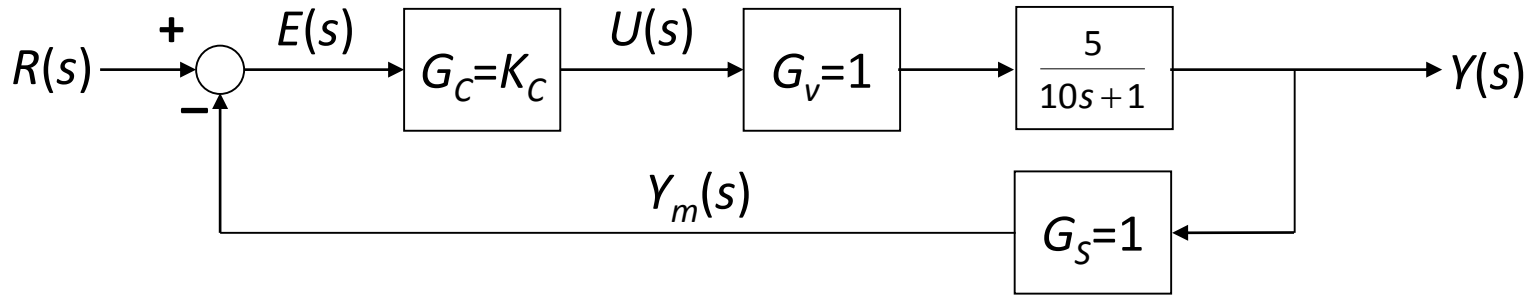 R(s)
+
−
E(s)
G_C=K_C
U(s)
G_v=1
5
10s+1
Y(s)
Y_m(s)
G_S=1